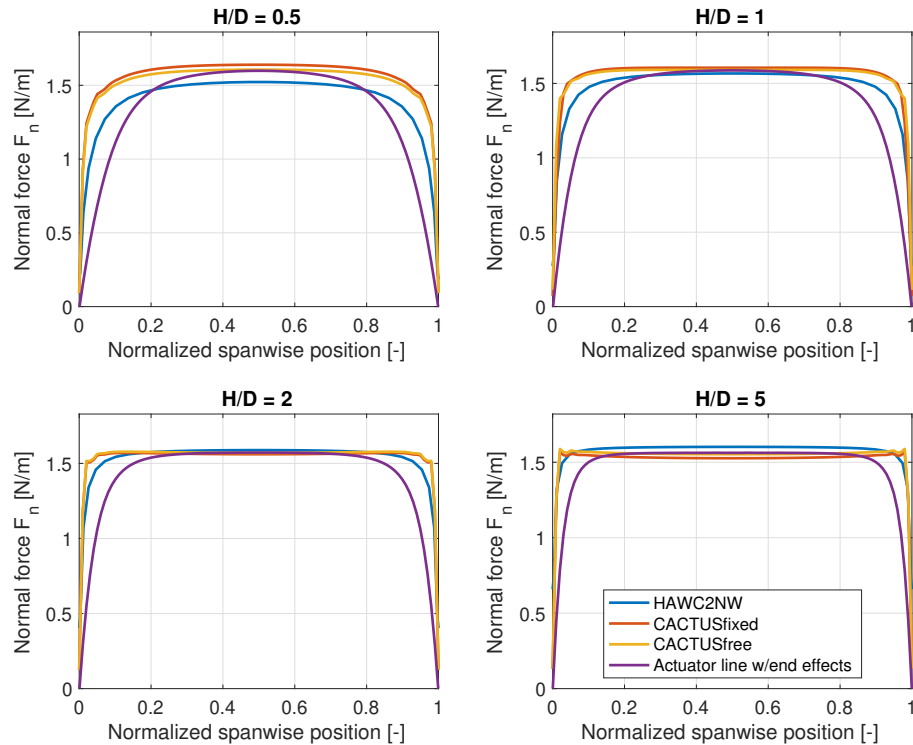 H/D = 0.5
Normal force F_n [N/m]
1.5
1
0.5
0
0 0.2 0.4 0.6 0.8 1
Normalized spanwise position [-]
H/D = 1
Normal force F_n [N/m]
1.5
1
0.5
0
0 0.2 0.4 0.6 0.8 1
Normalized spanwise position [-]
H/D = 2
Normal force F_n [N/m]
1.5
1
0.5
0
0 0.2 0.4 0.6 0.8 1
Normalized spanwise position [-]
H/D = 5
Normal force F_n [N/m]
1.5
1
0.5
0
0 0.2 0.4 0.6 0.8 1
Normalized spanwise position [-]
HAWC2NW
CACTUSfixed
CACTUSfree
Actuator line w/end effects